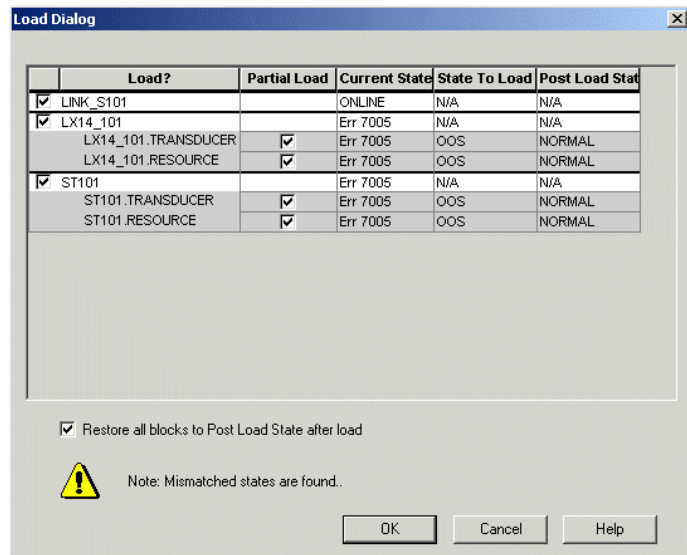 Load Dialog
Load? Partial Load Current State State To Load Post Load Stat
LINK_S101 ONLINE N/A N/A
LX14_101 Err 7005 N/A N/A
LX14_101.TRANSDUCER Err 7005 OOS NORMAL
LX14_101.RESOURCE Err 7005 OOS NORMAL
ST101 Err 7005 N/A N/A
ST101.TRANSDUCER Err 7005 OOS NORMAL
ST101.RESOURCE Err 7005 OOS NORMAL
Restore all blocks to Post Load State after load
Note: Mismatched states are found..
OK Cancel Help